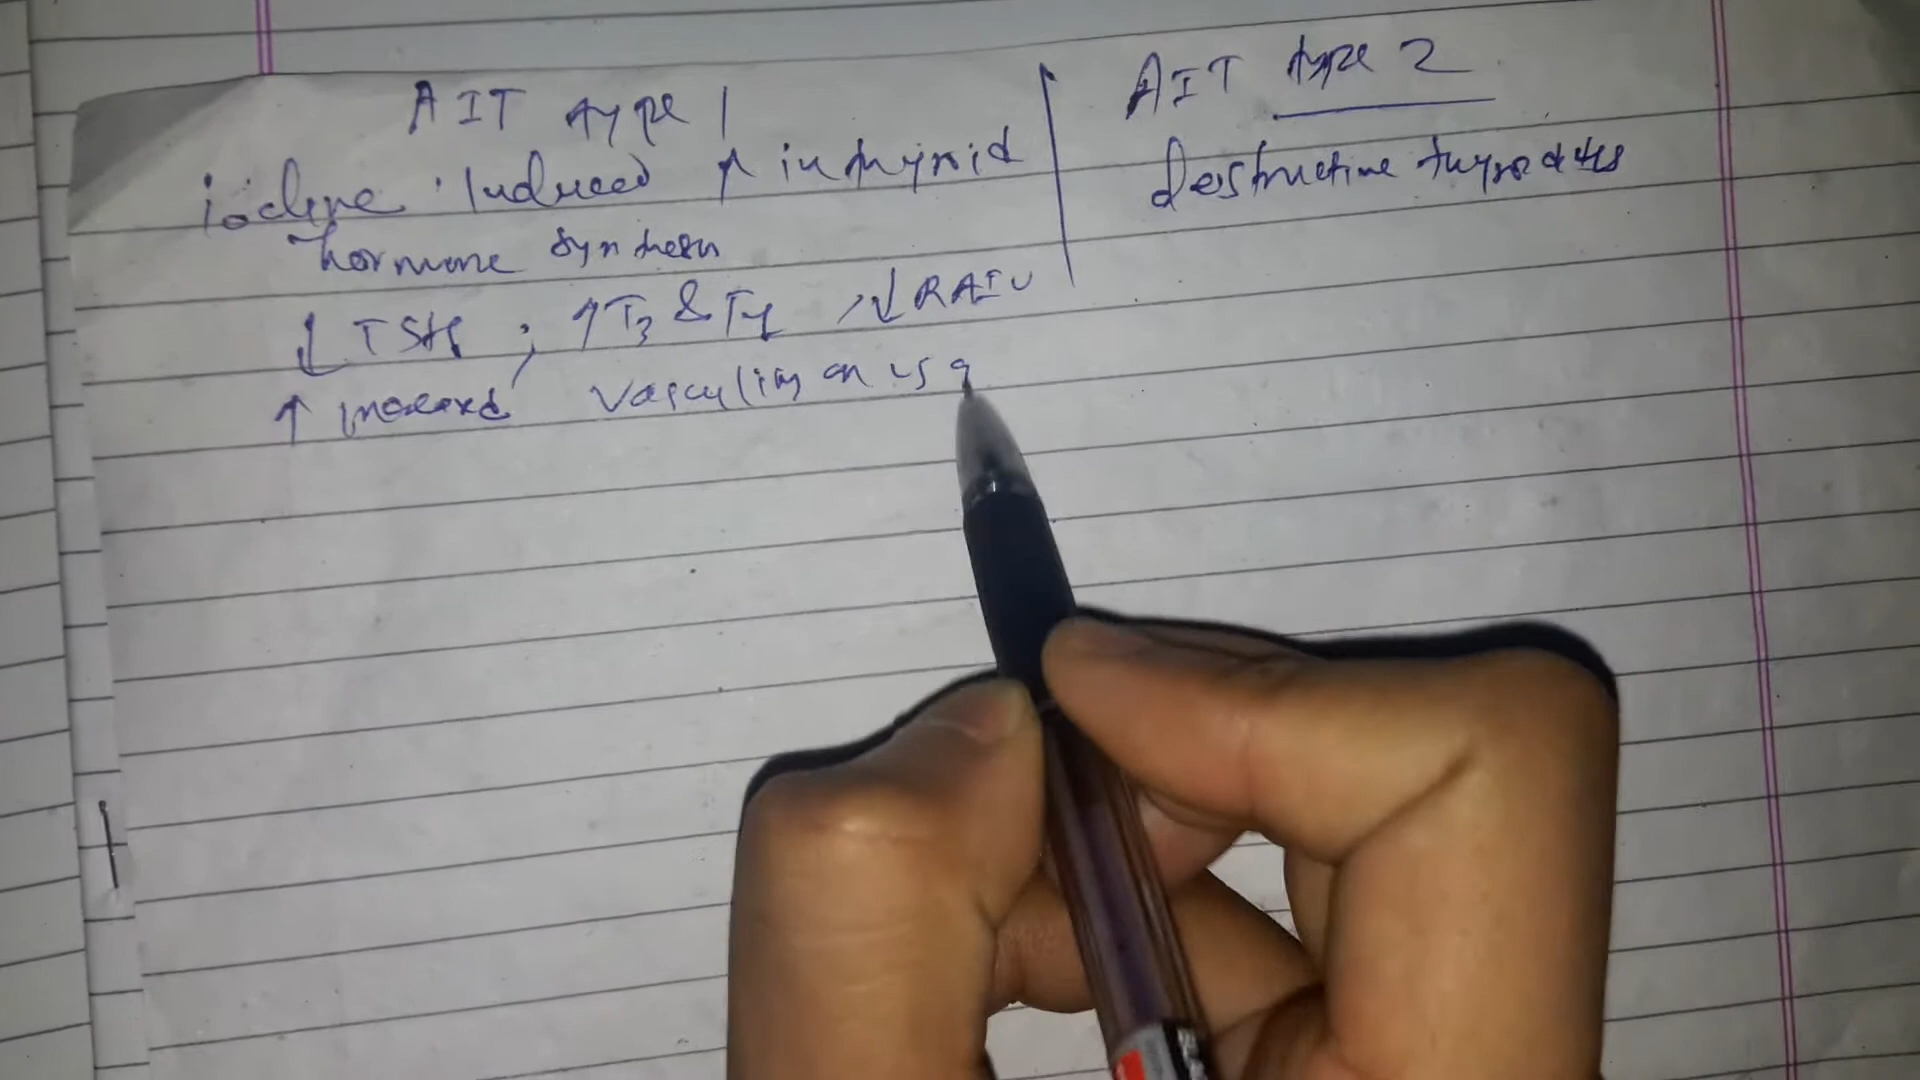 AIT type 1
iodine induced ↑ in thyroid
hormone synthesis
↓ TSH ; ↑ T3 & T4 , ↓ RAIU
↑ increased vascularity on us g
AIT type 2
destructive thyroiditis